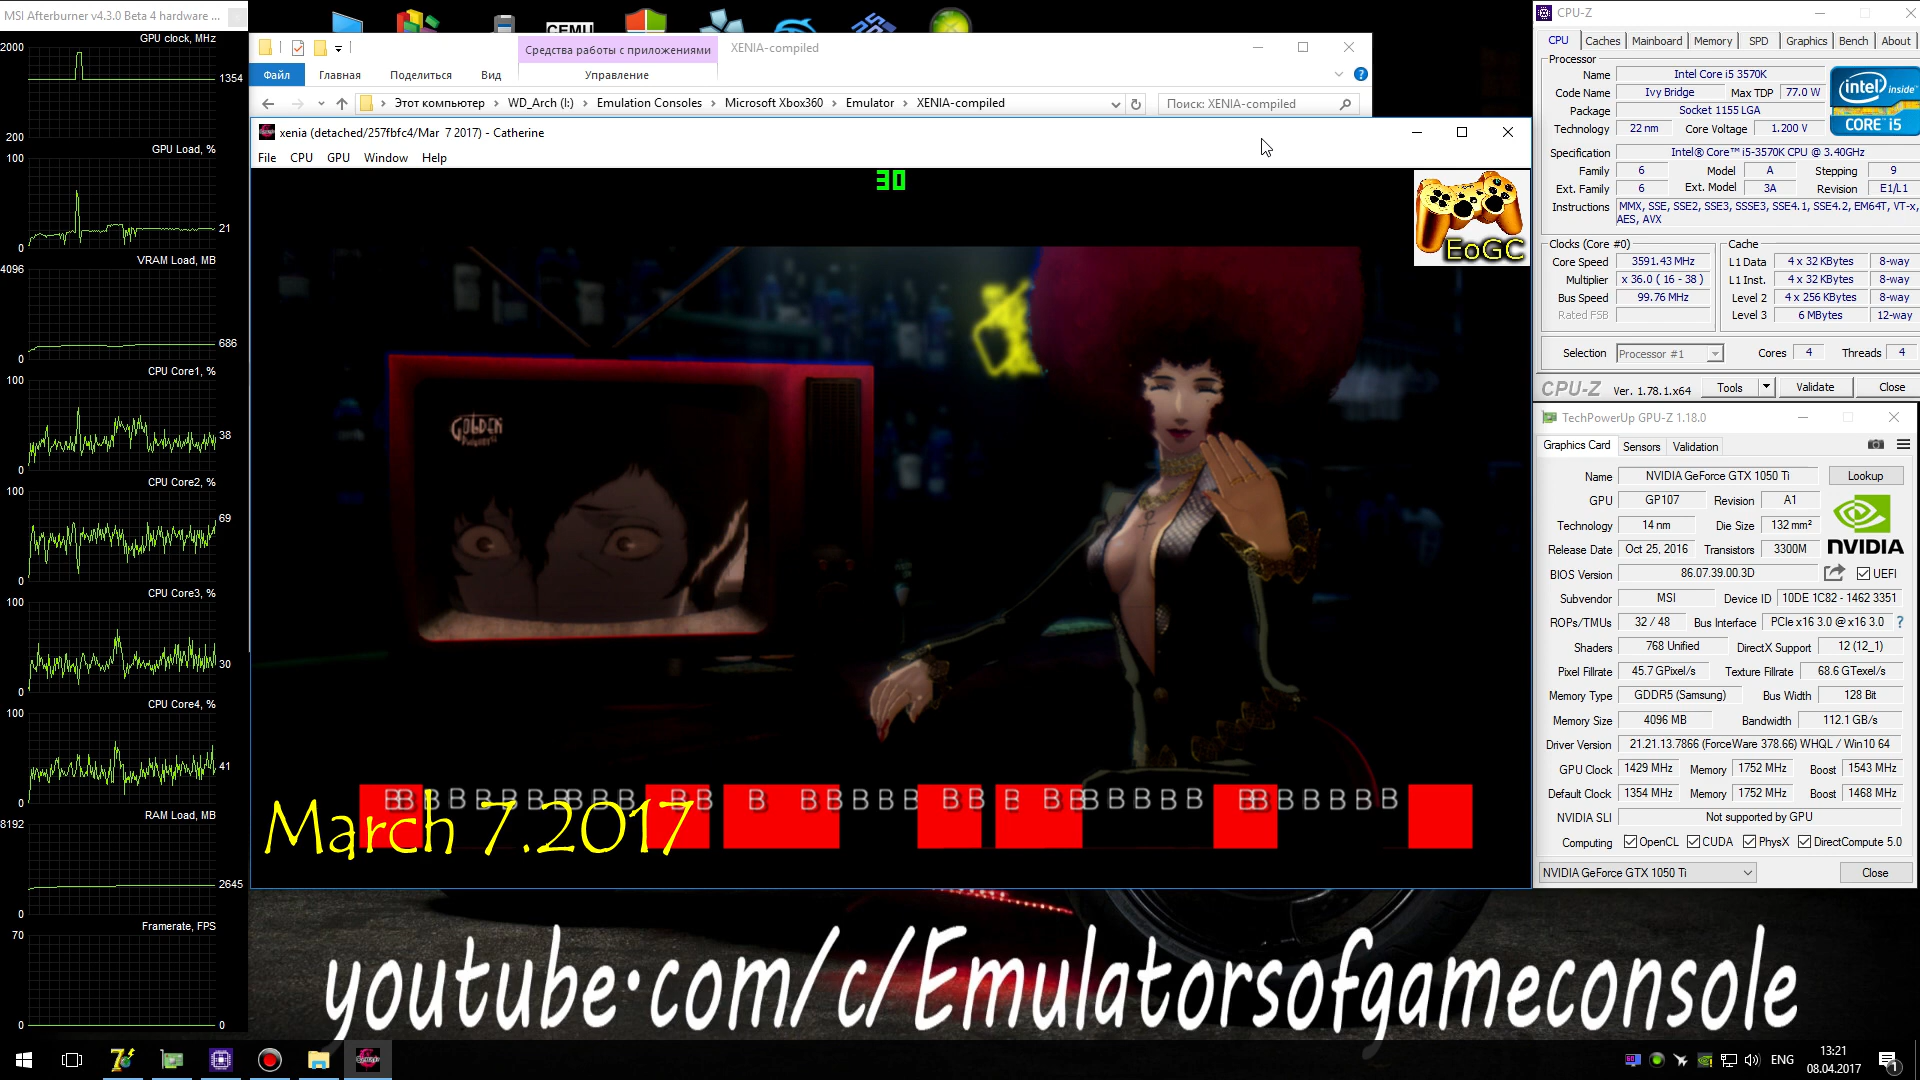 MSI Afterburner v4.3.0 Beta 4 hardware ...
GPU clock, MHz
2000
1354
200
GPU Load, %
100
21
0
VRAM Load, MB
4096
686
0
CPU Core1, %
100
38
0
CPU Core2, %
100
69
0
CPU Core3, %
100
30
0
CPU Core4, %
100
41
0
RAM Load, MB
8192
2645
0
Framerate, FPS
70
0
0
CEMU
Средства работы с приложениями
XENIA-compiled
Файл
Главная
Поделиться
Вид
Управление
Этот компьютер > WD_Arch (I:) > Emulation Consoles > Microsoft Xbox360 > Emulator > XENIA-compiled
Поиск: XENIA-compiled
xenia (detached/257fbfc4/Mar 7 2017) - Catherine
File CPU GPU Window Help
30
EoGC
GOLDEN
March 7.2017
youtube.com/c/Emulatorsofgameconsole
CPU-Z
CPU Caches Mainboard Memory SPD Graphics Bench About
Processor
Name Intel Core i5 3570K
Code Name Ivy Bridge Max TDP 77.0 W
Package Socket 1155 LGA
Technology 22 nm Core Voltage 1.200 V
intel inside
CORE i5
Specification Intel® Core™ i5-3570K CPU @ 3.40GHz
Family 6 Model A Stepping 9
Ext. Family 6 Ext. Model 3A Revision E1/L1
Instructions MMX, SSE, SSE2, SSE3, SSSE3, SSE4.1, SSE4.2, EM64T, VT-x,
AES, AVX
Clocks (Core #0)
Core Speed 3591.43 MHz
Multiplier x 36.0 ( 16 - 38 )
Bus Speed 99.76 MHz
Rated FSB
Cache
L1 Data 4 x 32 KBytes 8-way
L1 Inst. 4 x 32 KBytes 8-way
Level 2 4 x 256 KBytes 8-way
Level 3 6 MBytes 12-way
Selection Processor #1 Cores 4 Threads 4
CPU-Z Ver. 1.78.1.x64 Tools Validate Close
TechPowerUp GPU-Z 1.18.0
Graphics Card Sensors Validation
Name NVIDIA GeForce GTX 1050 Ti Lookup
GPU GP107 Revision A1
Technology 14 nm Die Size 132 mm²
Release Date Oct 25, 2016 Transistors 3300M
NVIDIA
BIOS Version 86.07.39.00.3D UEFI
Subvendor MSI Device ID 10DE 1C82 - 1462 3351
ROPs/TMUs 32 / 48 Bus Interface PCIe x16 3.0 @ x16 3.0 ?
Shaders 768 Unified DirectX Support 12 (12_1)
Pixel Fillrate 45.7 GPixel/s Texture Fillrate 68.6 GTexel/s
Memory Type GDDR5 (Samsung) Bus Width 128 Bit
Memory Size 4096 MB Bandwidth 112.1 GB/s
Driver Version 21.21.13.7866 (ForceWare 378.66) WHQL / Win10 64
GPU Clock 1429 MHz Memory 1752 MHz Boost 1543 MHz
Default Clock 1354 MHz Memory 1752 MHz Boost 1468 MHz
NVIDIA SLI Not supported by GPU
Computing OpenCL CUDA PhysX DirectCompute 5.0
NVIDIA GeForce GTX 1050 Ti Close
ENG
13:21
08.04.2017
1